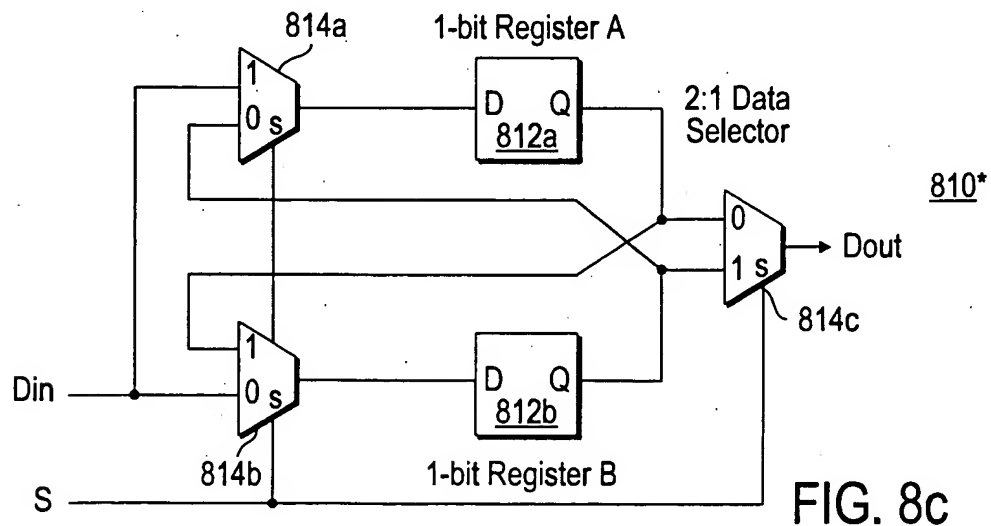 814a
1-bit Register A
1
0 s
D Q
812a
2:1 Data
Selector
810*
0
1 s
Dout
814c
1
0 s
Din
814b
D Q
812b
1-bit Register B
S
FIG. 8c